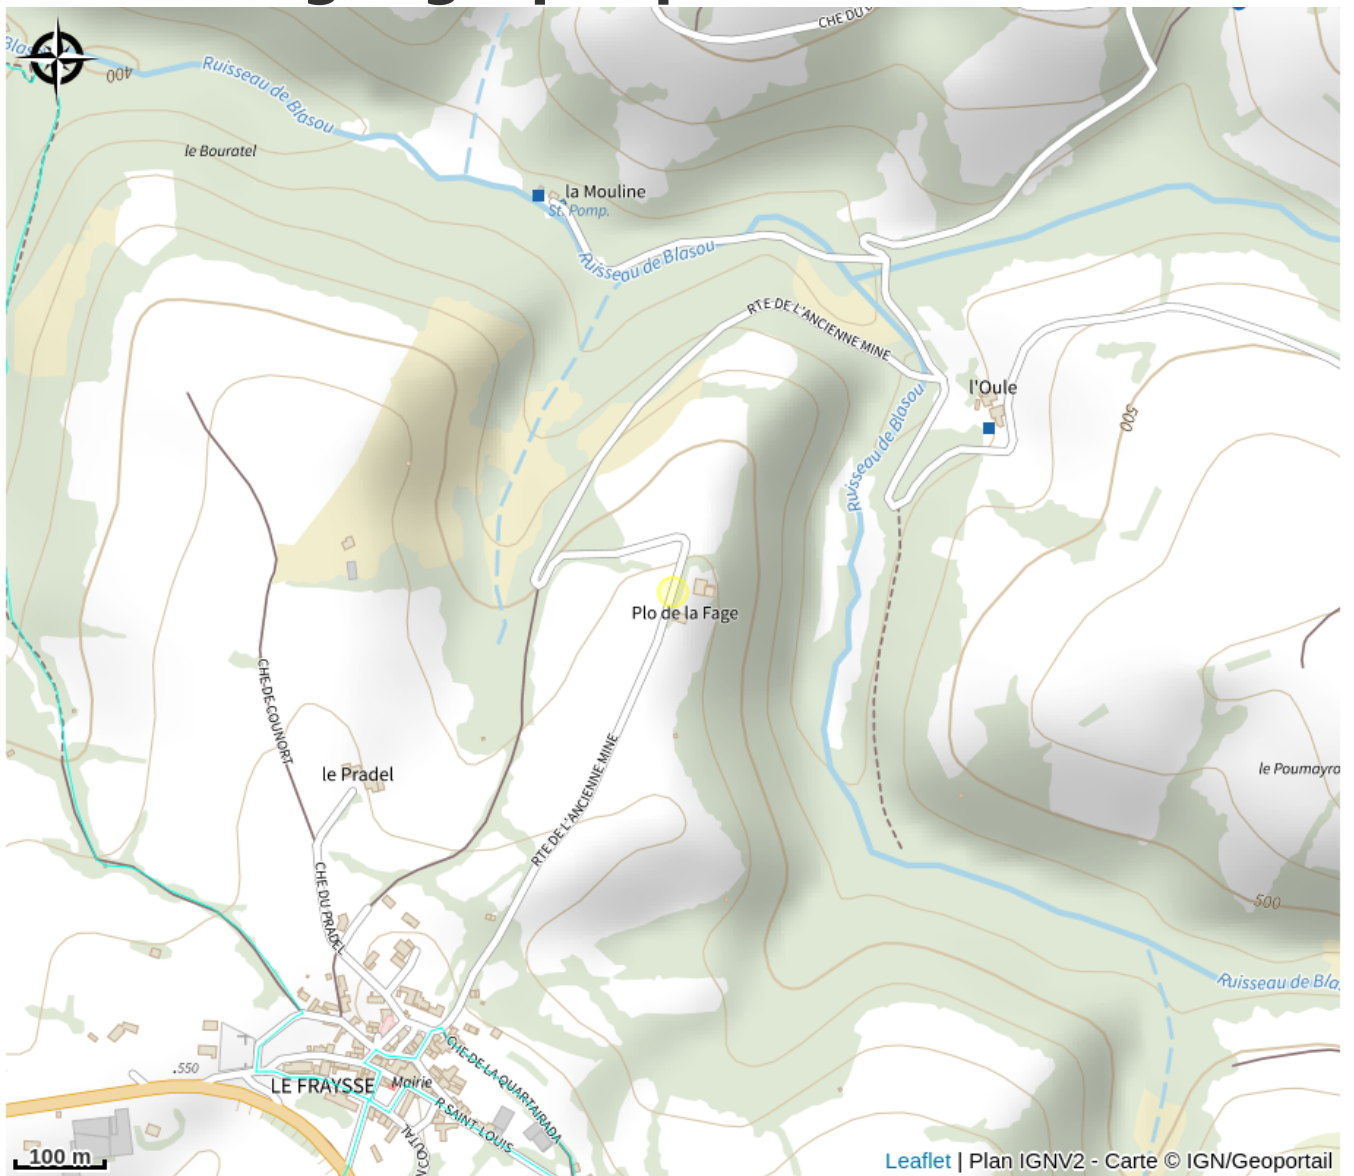 CHE DU
400
Ruisseau de Blasou
le Bouratel
la Mouline
St. Pomp.
Ruisseau de Blasou
RTE DE L'ANCIENNE MINE
l'Oule
500
Ruisseau de Blasou
Plo de la Fage
CHE DE COUNORT
RTE DE L'ANCIENNE MINE
le Pradel
le Poumayro
CHE DU PRADEL
500
Ruisseau de Bla
.550
LE FRAYSSE
Mairie
CHE DE LA QUARTAIRADA
R SAINT-LOUIS
100 m
Leaflet | Plan IGNV2 - Carte © IGN/Geoportail